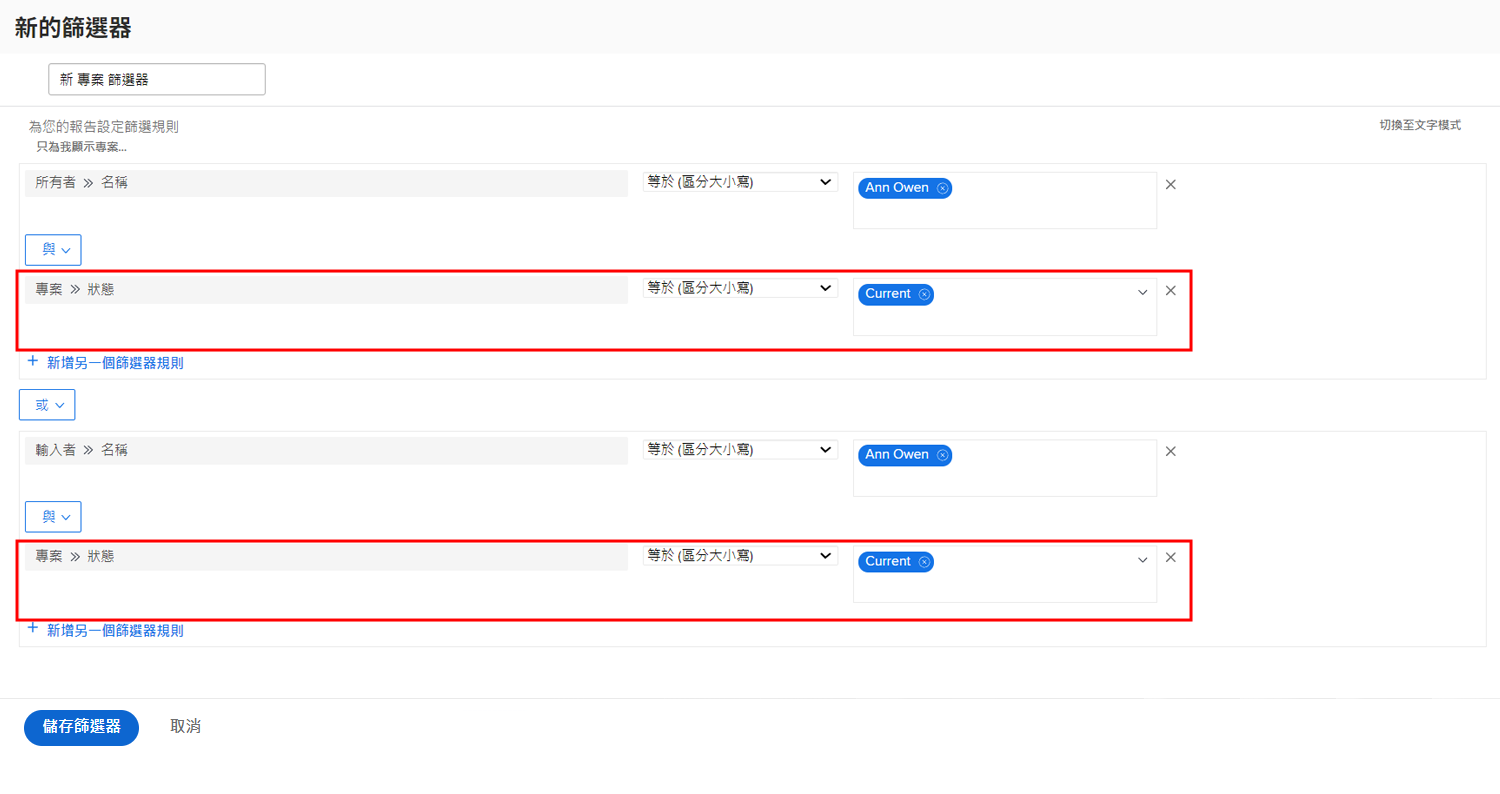 新的篩選器
新 專案 篩選器
為您的報告設定篩選規則
切換至文字模式
只為我顯示專案...
所有者 名稱 等於 (區分大小寫) Ann Owen
與
專案 狀態 等於 (區分大小寫) Current
+ 新增另一個篩選器規則
或
輸入者 名稱 等於 (區分大小寫) Ann Owen
與
專案 狀態 等於 (區分大小寫) Current
+ 新增另一個篩選器規則
儲存篩選器 取消